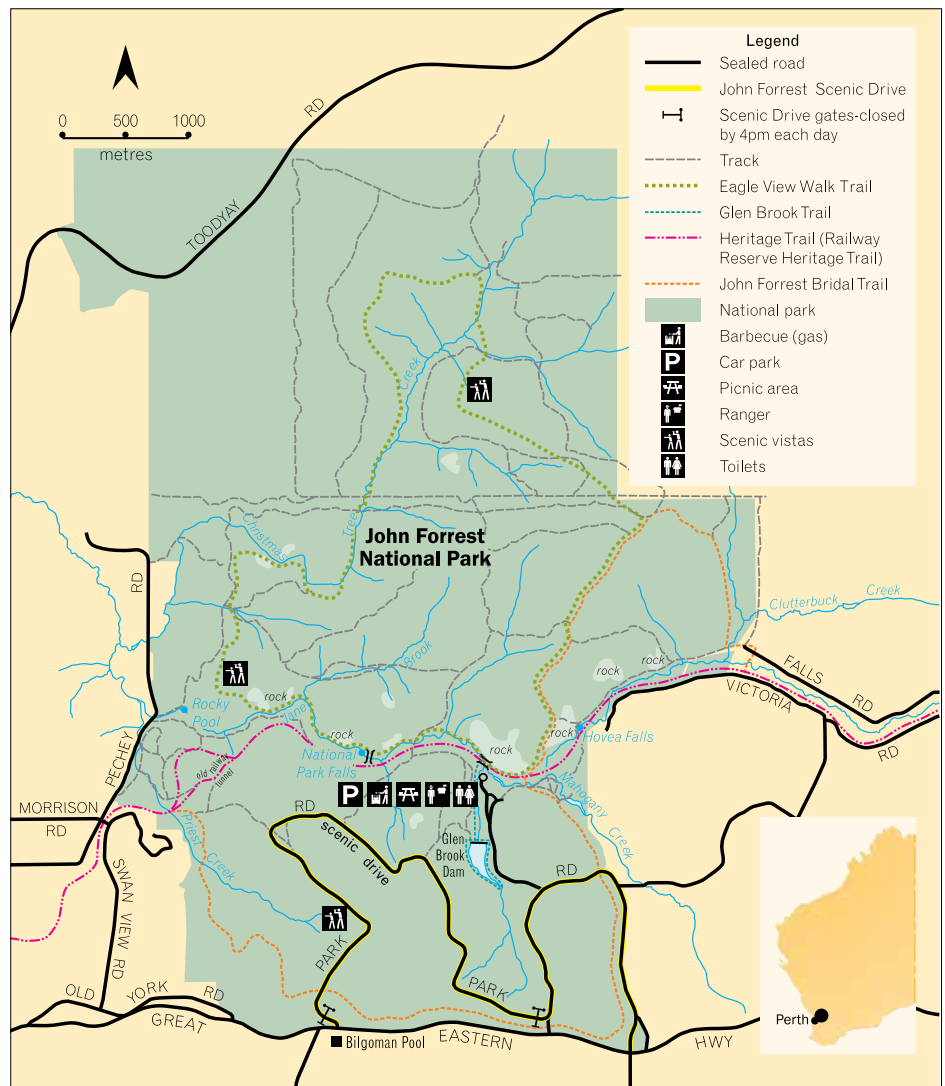 Legend
Sealed road
John Forrest Scenic Drive
Scenic Drive gates-closed
by 4pm each day
Track
Eagle View Walk Trail
Glen Brook Trail
Heritage Trail (Railway
Reserve Heritage Trail)
John Forrest Bridal Trail
National park
Barbecue (gas)
P
Car park
Picnic area
Ranger
Scenic vistas
Toilets
0 500 1000
metres
TOODYAY
RD
Creek
Tree
Christmas
John Forrest
National Park
RD
PECHEY
Clutterbuck Creek
FALLS
RD
VICTORIA
RD
Brook
Jane
rock
rock
rock
rock
rock
rock
Rocky
Pool
Hovea Falls
National
Park Falls
old railway
tunnel
Mahogany
Creek
MORRISON
RD
Priest Creek
P
RD
scenic drive
Glen
Brook
Dam
RD
SWAN VIEW RD
PARK
PARK
OLD YORK RD
GREAT EASTERN HWY
Bilgoman Pool
Perth